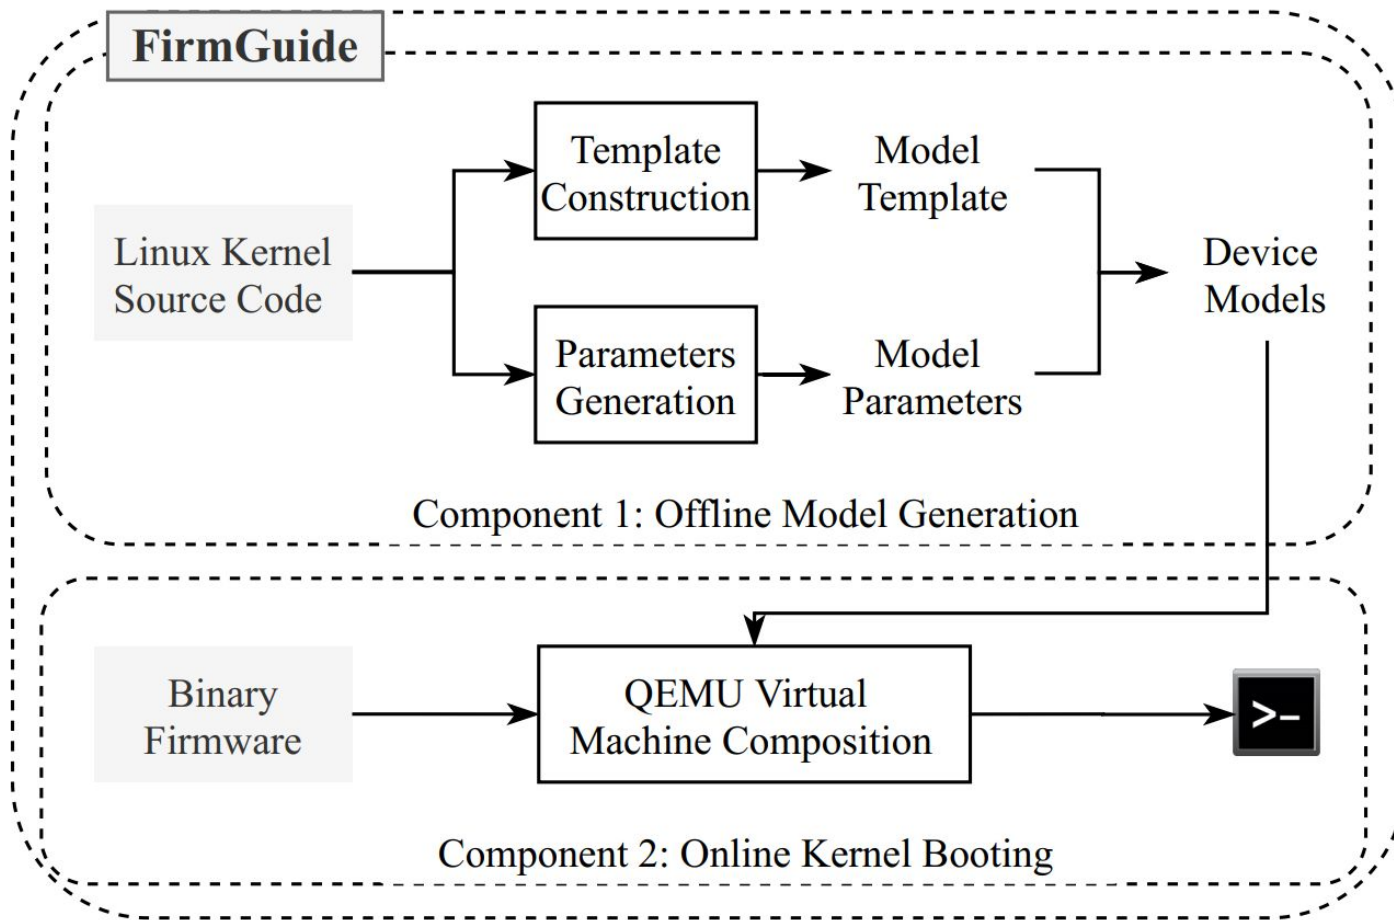 FirmGuide
Template
Construction
Model
Template
Linux Kernel
Source Code
Device
Models
Parameters
Generation
Model
Parameters
Component 1: Offline Model Generation
Binary
Firmware
QEMU Virtual
Machine Composition
>-
Component 2: Online Kernel Booting